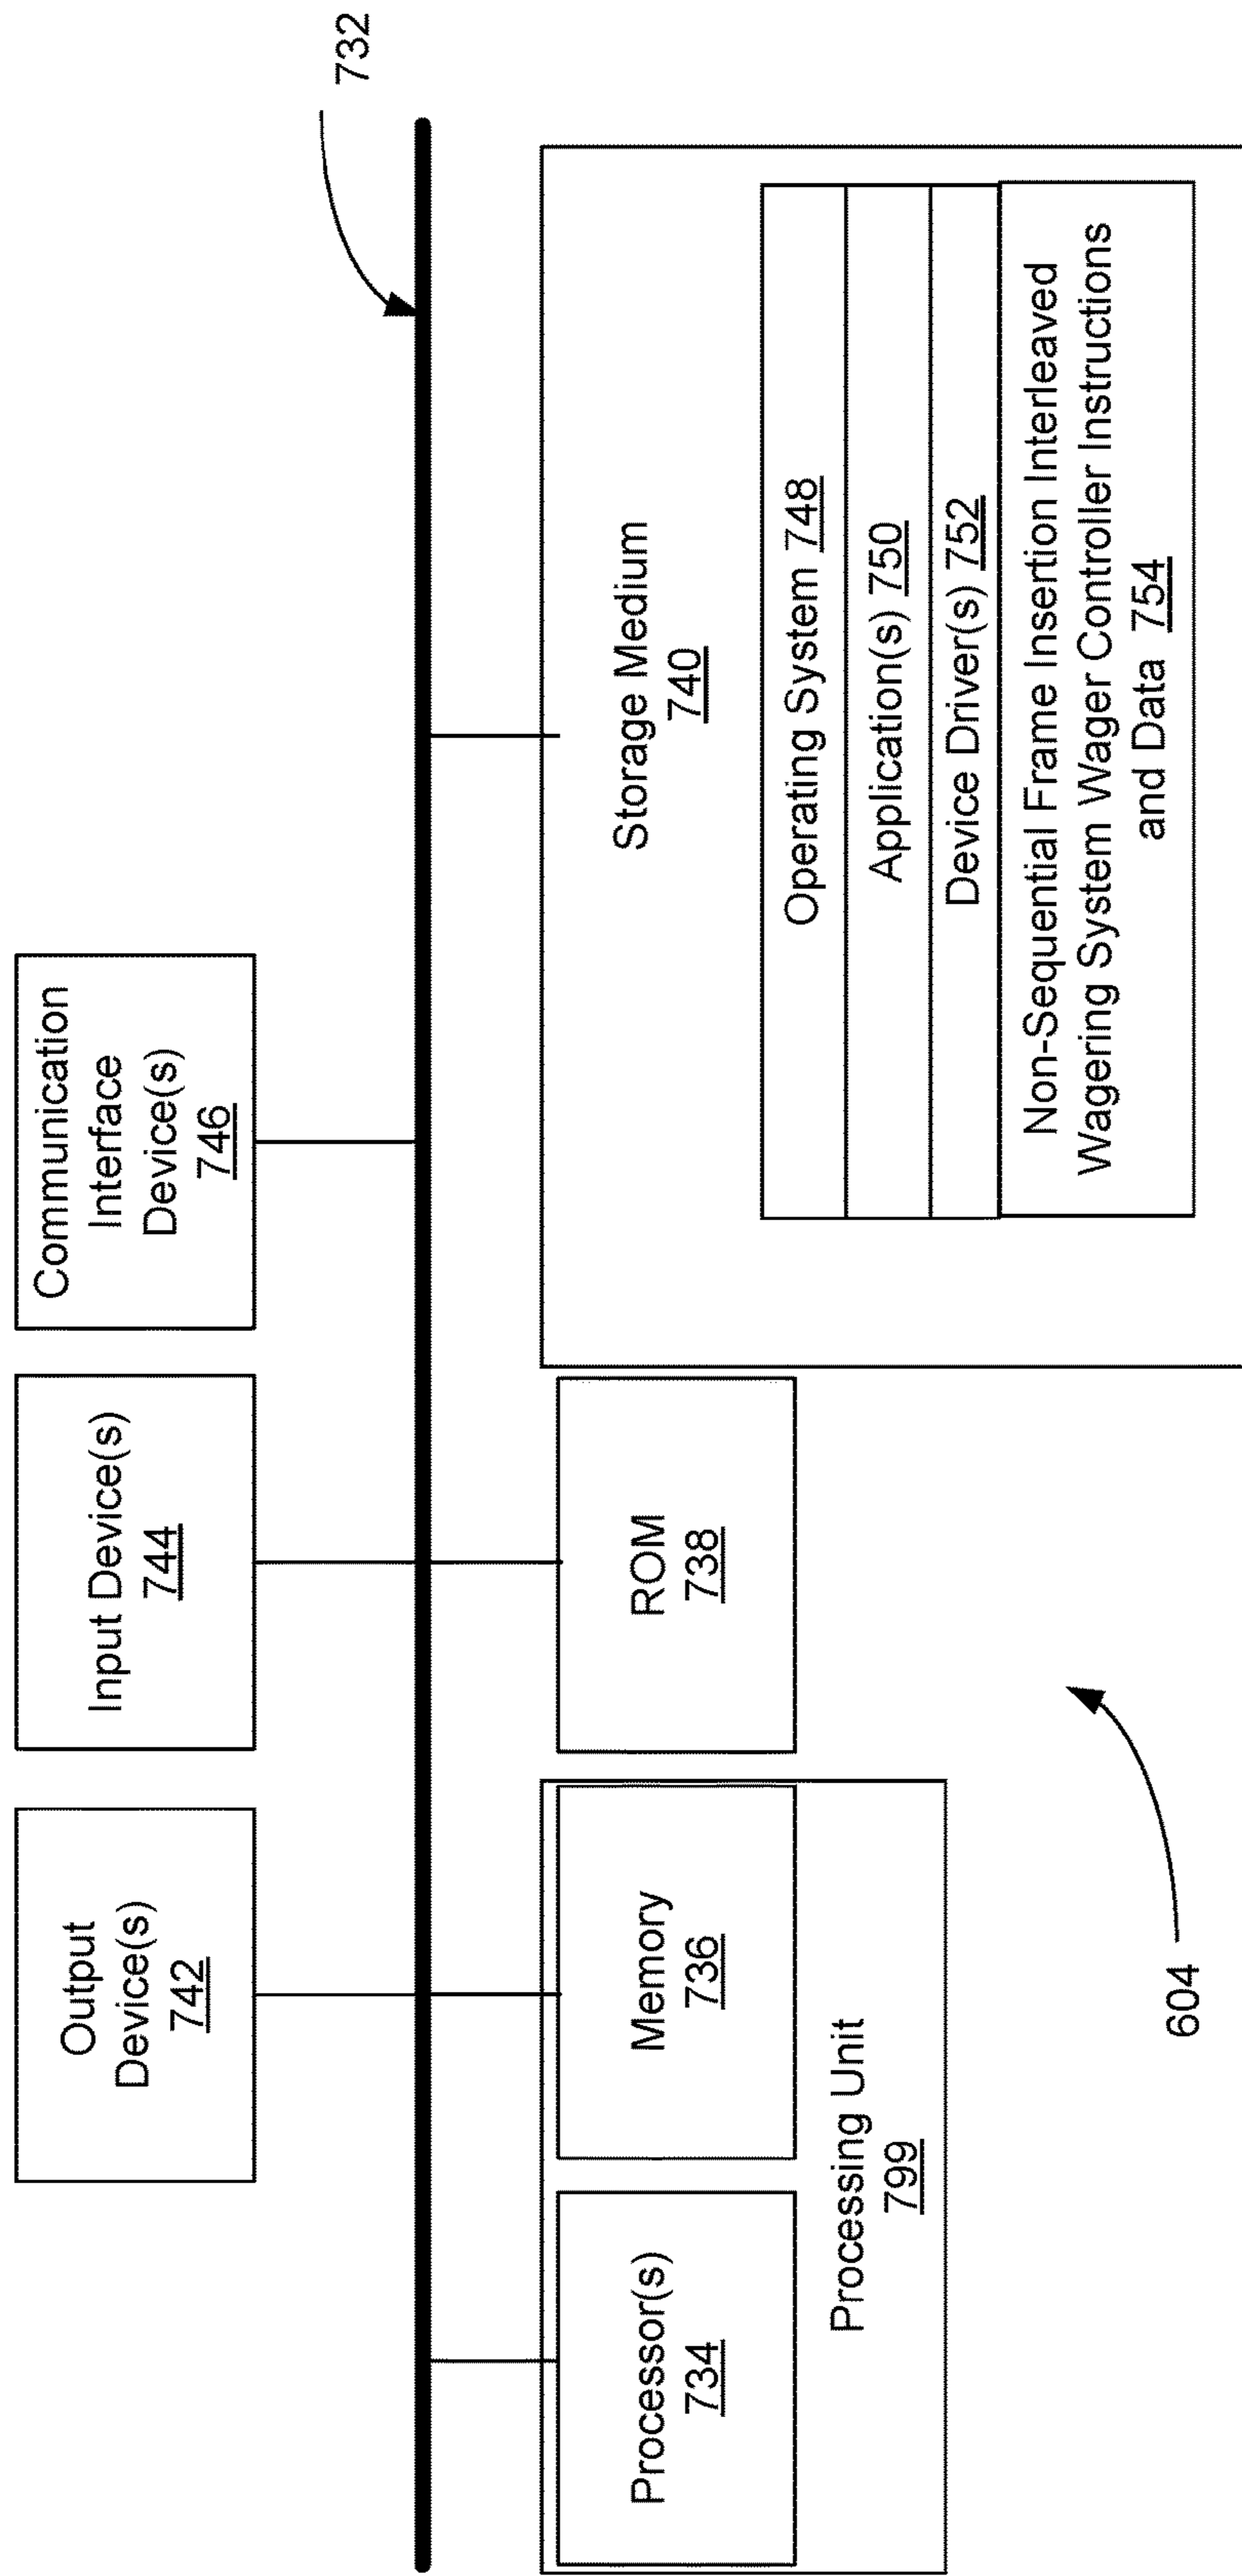 732
Output
Device(s)
742
Input Device(s)
744
Communication
Interface
Device(s)
746
Processor(s)
734
Memory
736
Processing Unit
799
ROM
738
Storage Medium
740
Operating System 748
Application(s) 750
Device Driver(s) 752
Non-Sequential Frame Insertion Interleaved
Wagering System Wager Controller Instructions
and Data 754
604